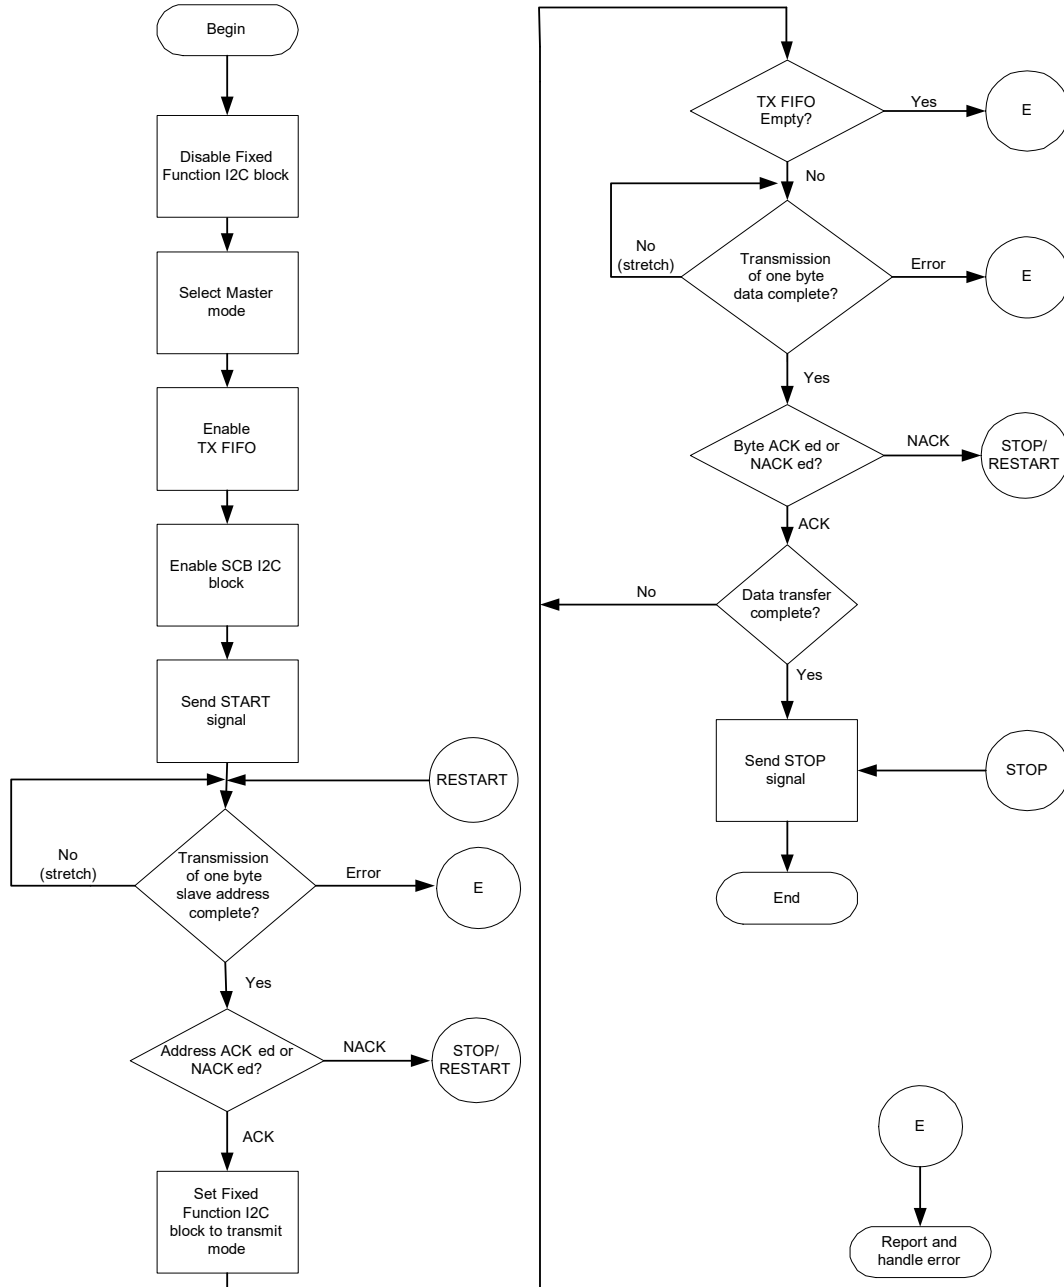 Begin
Disable Fixed
Function I2C block
Select Master
mode
Enable
TX FIFO
Enable SCB I2C
block
Send START
signal
RESTART
No
(stretch)
Transmission
of one byte
slave address
complete?
Error
E
Yes
Address ACK ed or
NACK ed?
NACK
STOP/
RESTART
ACK
Set Fixed
Function I2C
block to transmit
mode
TX FIFO
Empty?
Yes
E
No
No
(stretch)
Transmission
of one byte
data complete?
Error
E
Yes
Byte ACK ed or
NACK ed?
NACK
STOP/
RESTART
ACK
No
Data transfer
complete?
Yes
Send STOP
signal
STOP
End
E
Report and
handle error